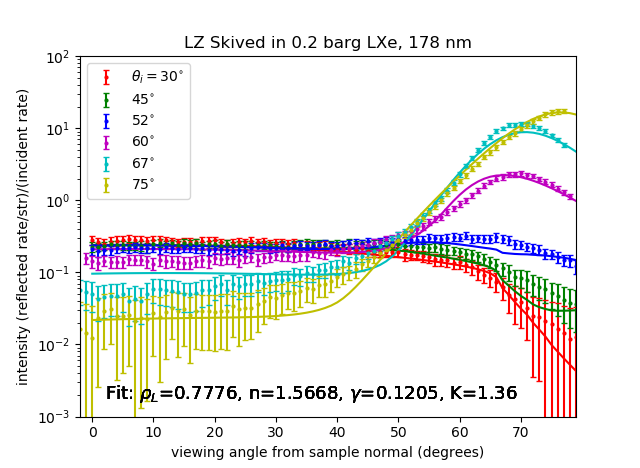 LZ Skived in 0.2 barg LXe, 178 nm
intensity (reflected rate/str)/(incident rate)
10²
10¹
10⁰
10⁻¹
10⁻²
10⁻³
θᵢ = 30°
45°
52°
60°
67°
75°
Fit: ρ_L=0.7776, n=1.5668, γ=0.1205, K=1.36
0 10 20 30 40 50 60 70
viewing angle from sample normal (degrees)